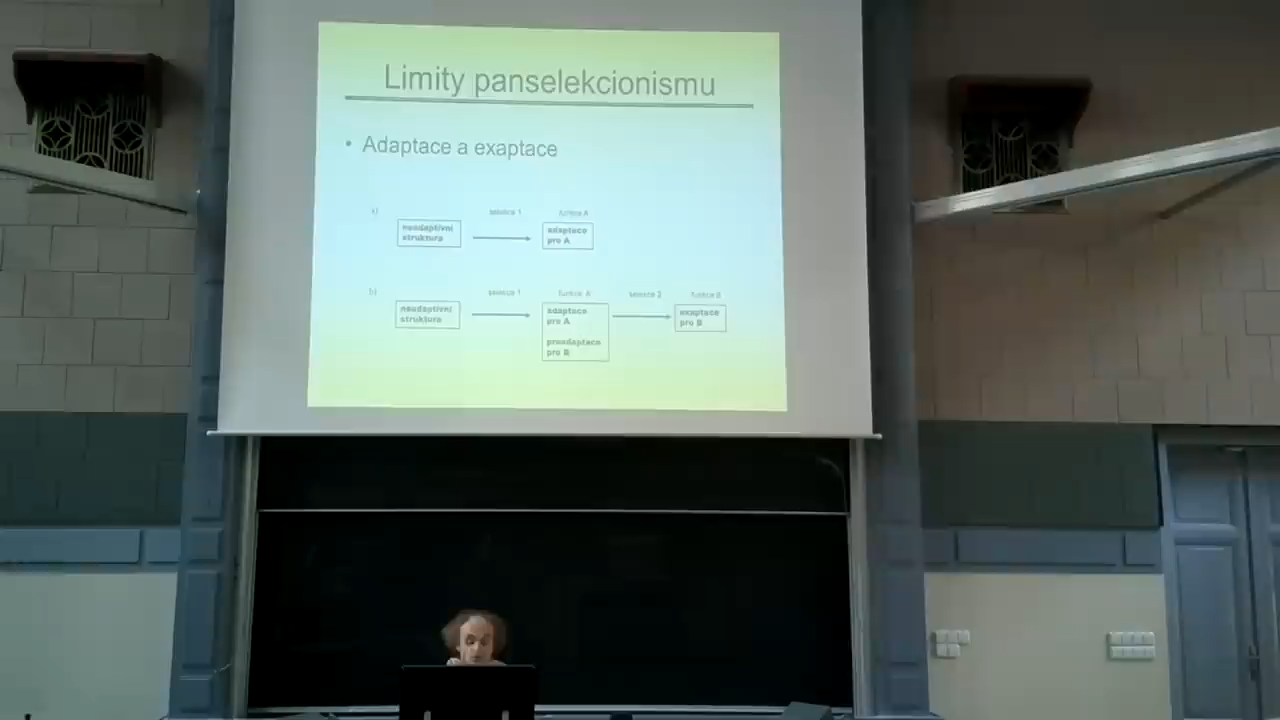 Limity panselekcionismu
• Adaptace a exaptace
a)
selekce 1
funkce A
neadaptivní
struktura
adaptace
pro A
b)
selekce 1
funkce A
selekce 2
funkce B
neadaptivní
struktura
adaptace
pro A
preadaptace
pro B
exaptace
pro B